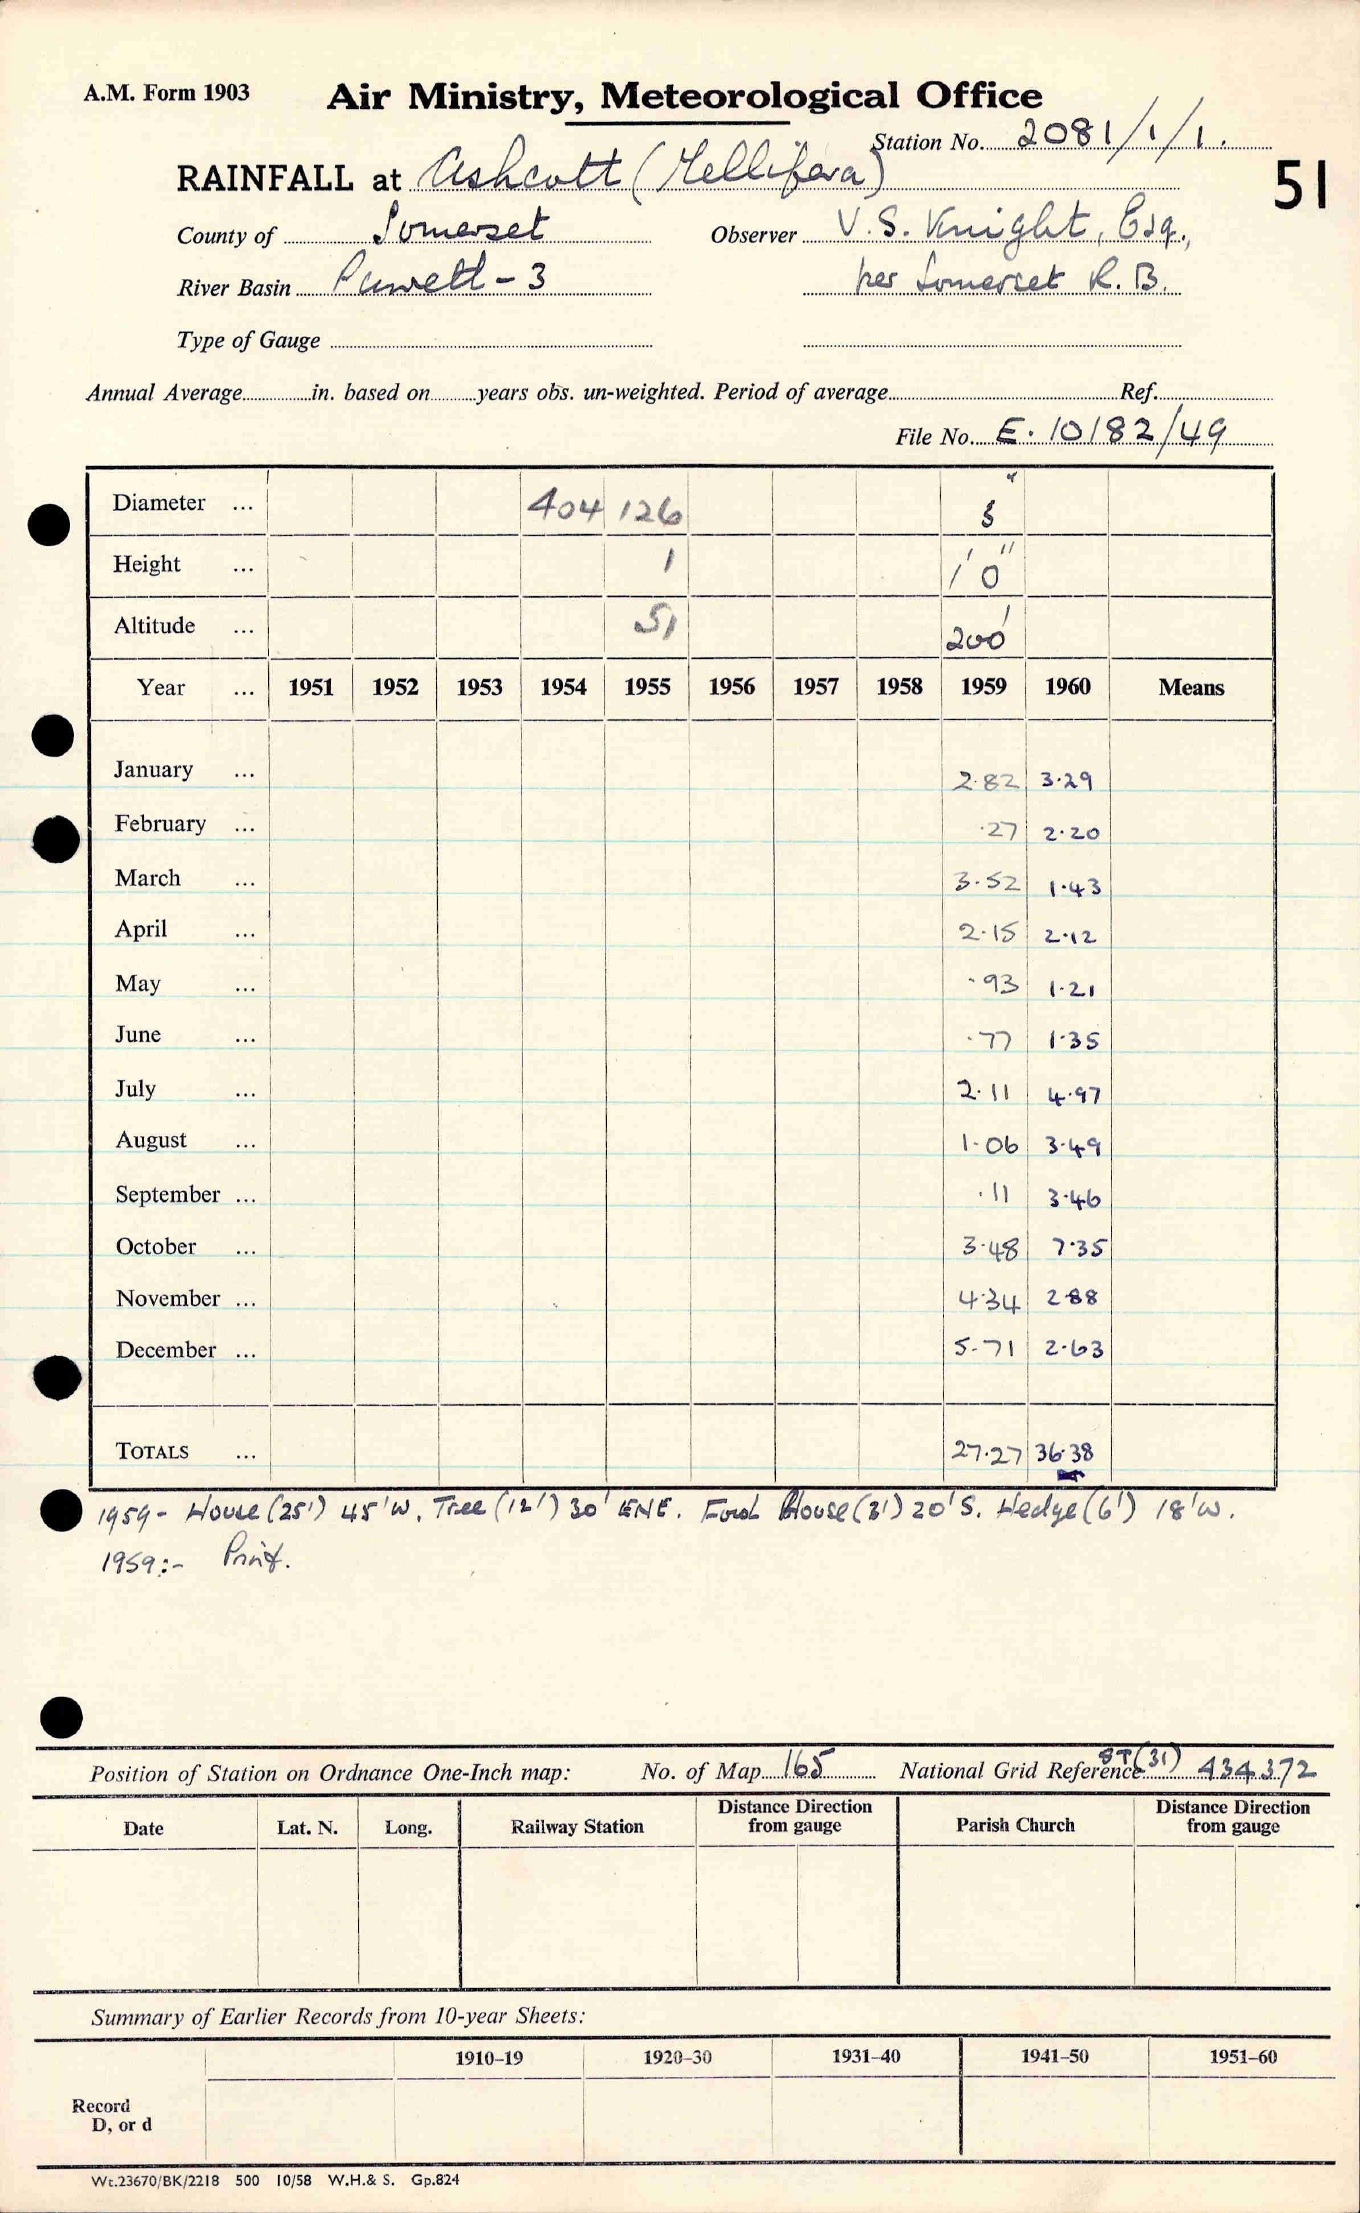 A.M. Form 1903
Air Ministry, Meteorological Office
Station No. 2081/1/1.
RAINFALL at Ashcott (Mellifera)
51
County of Somerset Observer V. S. Knight, Esq.,
River Basin Parrett - 3 per Somerset R. B.
Type of Gauge
Annual Average in. based on years obs. un-weighted. Period of average Ref.
File No. E. 10182/49
Diameter ... 404 126 5"
Height ... 1 1' 0"
Altitude ... 51 200'
Year ... 1951 1952 1953 1954 1955 1956 1957 1958 1959 1960 Means
January ... 2.82 3.29
February ... .27 2.20
March ... 3.52 1.43
April ... 2.15 2.12
May ... .93 1.21
June ... .77 1.35
July ... 2.11 4.97
August ... 1.06 3.49
September ... .11 3.46
October ... 3.48 7.35
November ... 4.34 2.88
December ... 5.71 2.63
TOTALS ... 27.27 36.38
1959- House (25') 45' W. Tree (12') 30' ENE. House (3') 20' S. Hedge (6') 18' W.
1959:- Print.
Position of Station on Ordnance One-Inch map: No. of Map 165 National Grid Reference ST (31) 434372
Date Lat. N. Long. Railway Station Distance Direction from gauge Parish Church Distance Direction from gauge
Summary of Earlier Records from 10-year Sheets:
1910–19 1920–30 1931–40 1941–50 1951–60
Record
D, or d
Wt.23670/BK/2218 500 10/58 W.H.& S. Gp.824